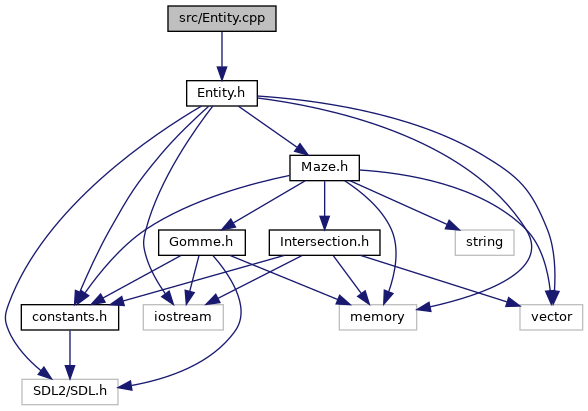 src/Entity.cpp
Entity.h
Maze.h
Gomme.h
Intersection.h
string
constants.h
iostream
memory
vector
SDL2/SDL.h